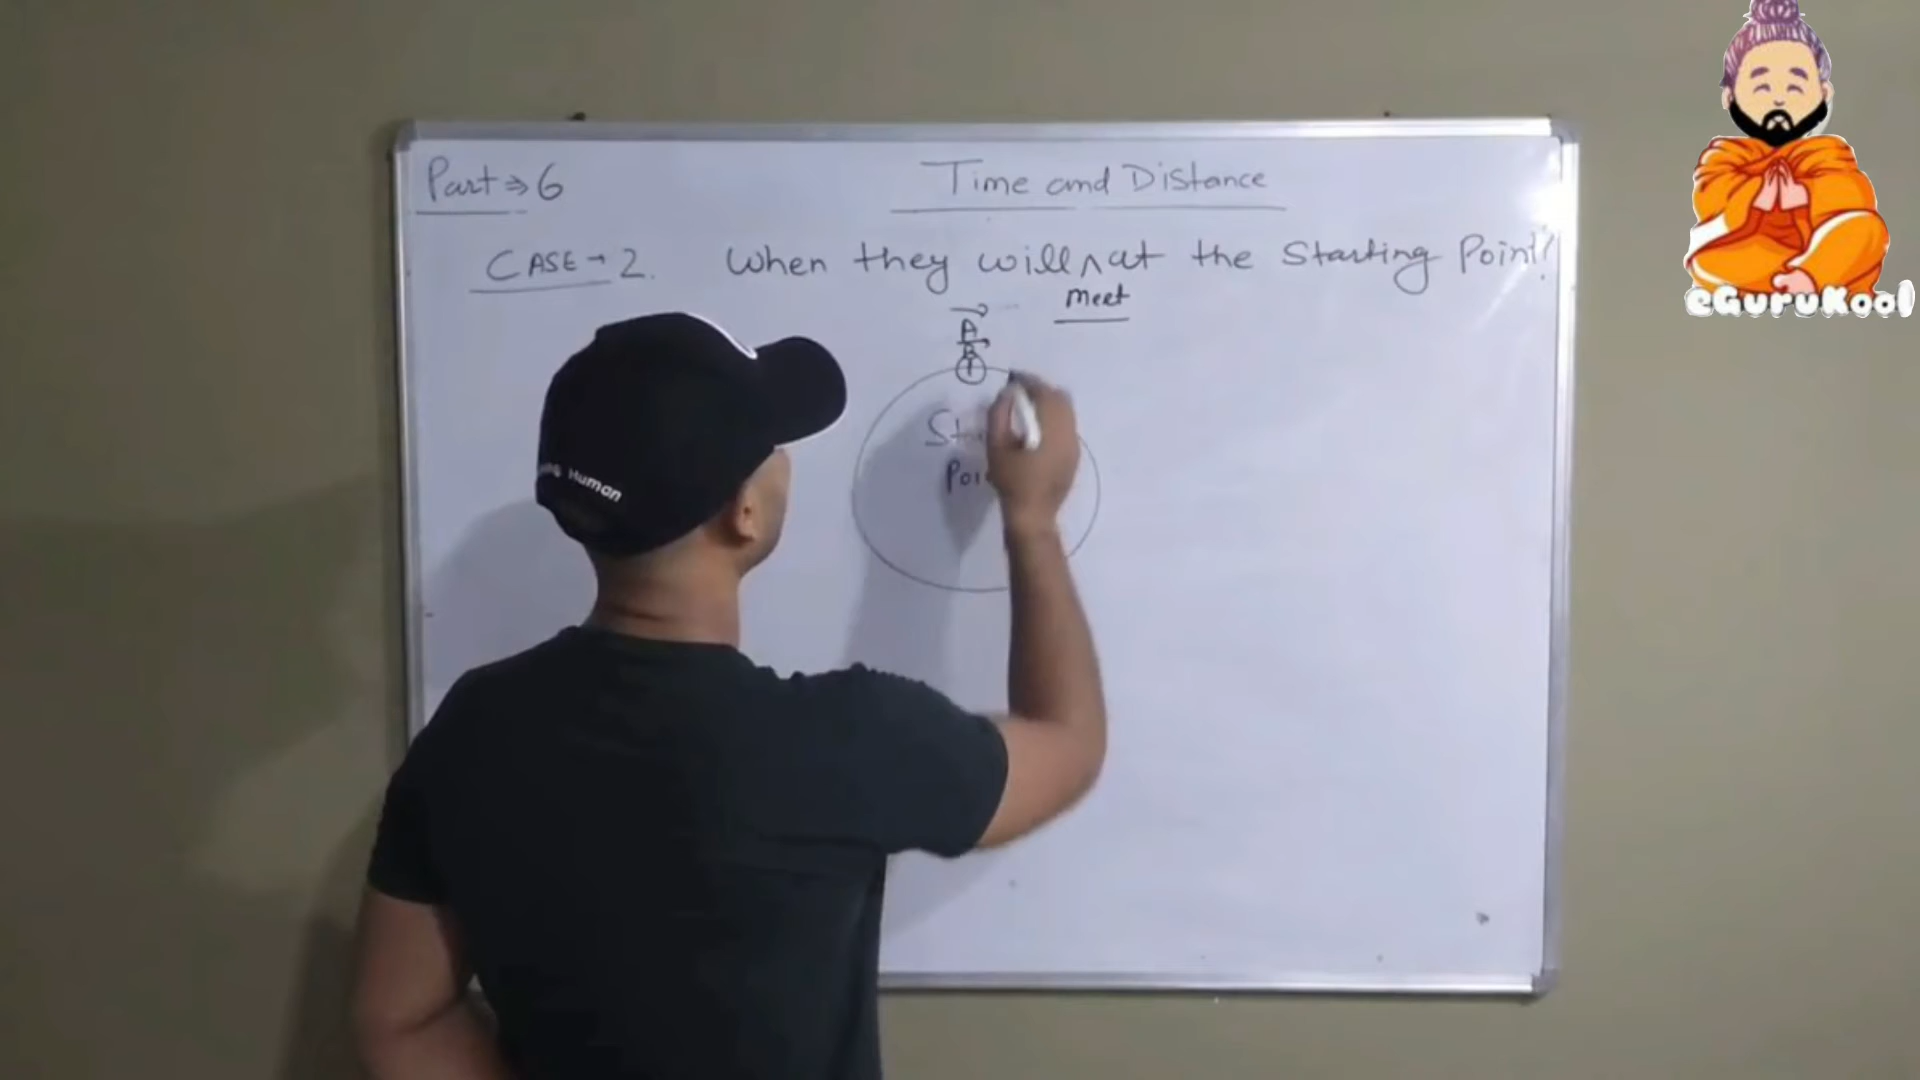 Part ⇒ 6
Time and Distance
CASE → 2. When they will ^ at the Starting Point!
meet
A
B
Human
eGuruKool